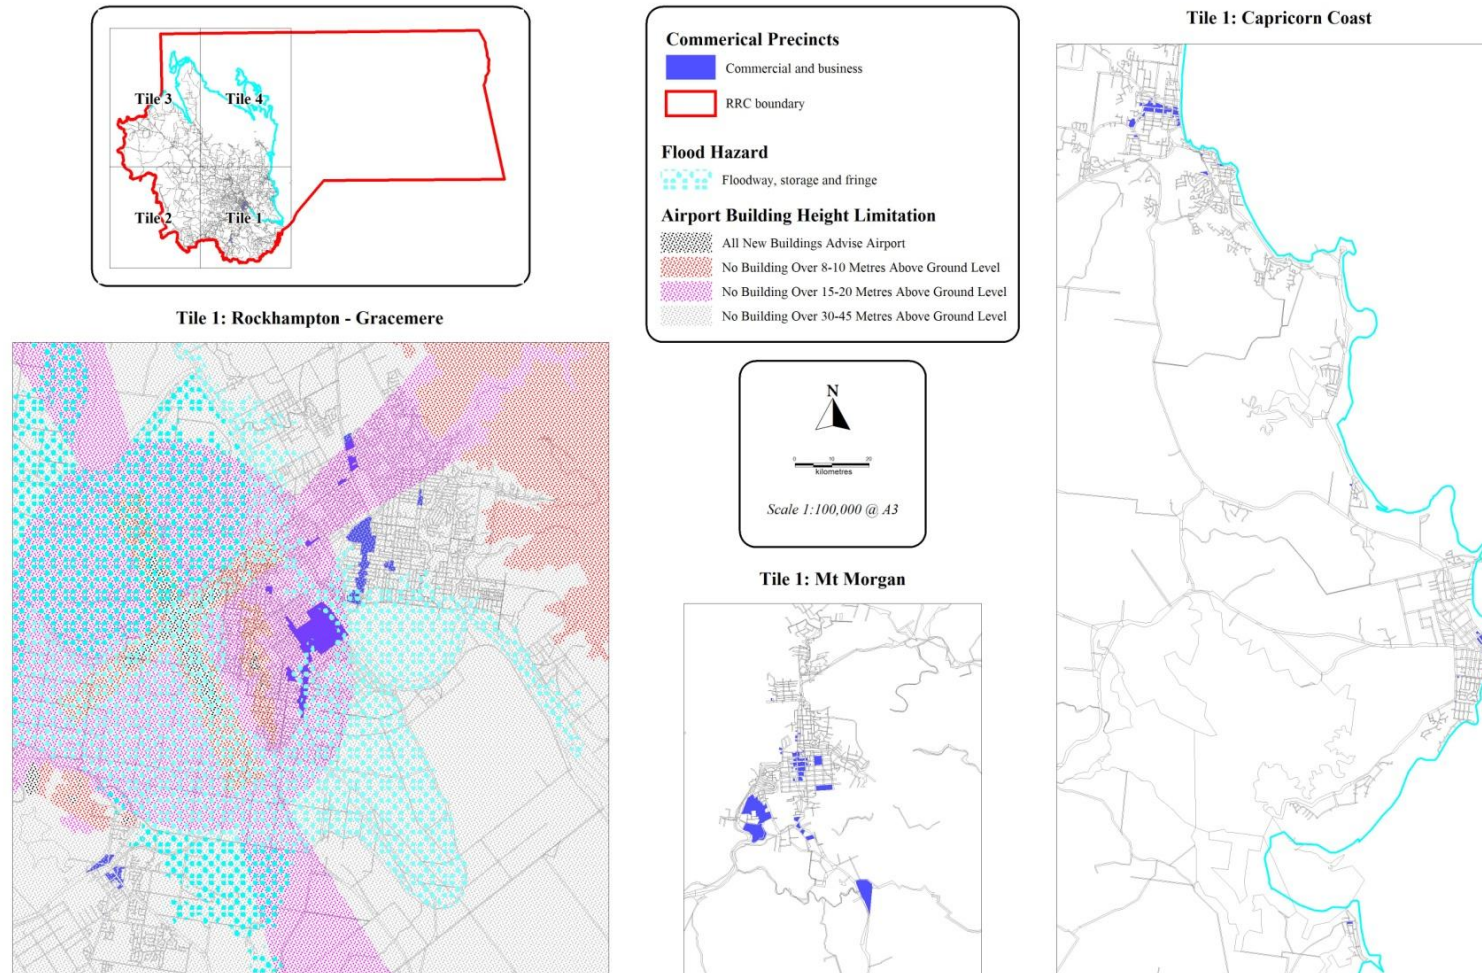 Tile 3
Tile 4
Tile 2
Tile 1
Commerical Precincts
Commercial and business
RRC boundary
Flood Hazard
Floodway, storage and fringe
Airport Building Height Limitation
All New Buildings Advise Airport
No Building Over 8-10 Metres Above Ground Level
No Building Over 15-20 Metres Above Ground Level
No Building Over 30-45 Metres Above Ground Level
Tile 1: Capricorn Coast
Tile 1: Rockhampton - Gracemere
N
0 10 20
kilometres
Scale 1:100,000 @ A3
Tile 1: Mt Morgan